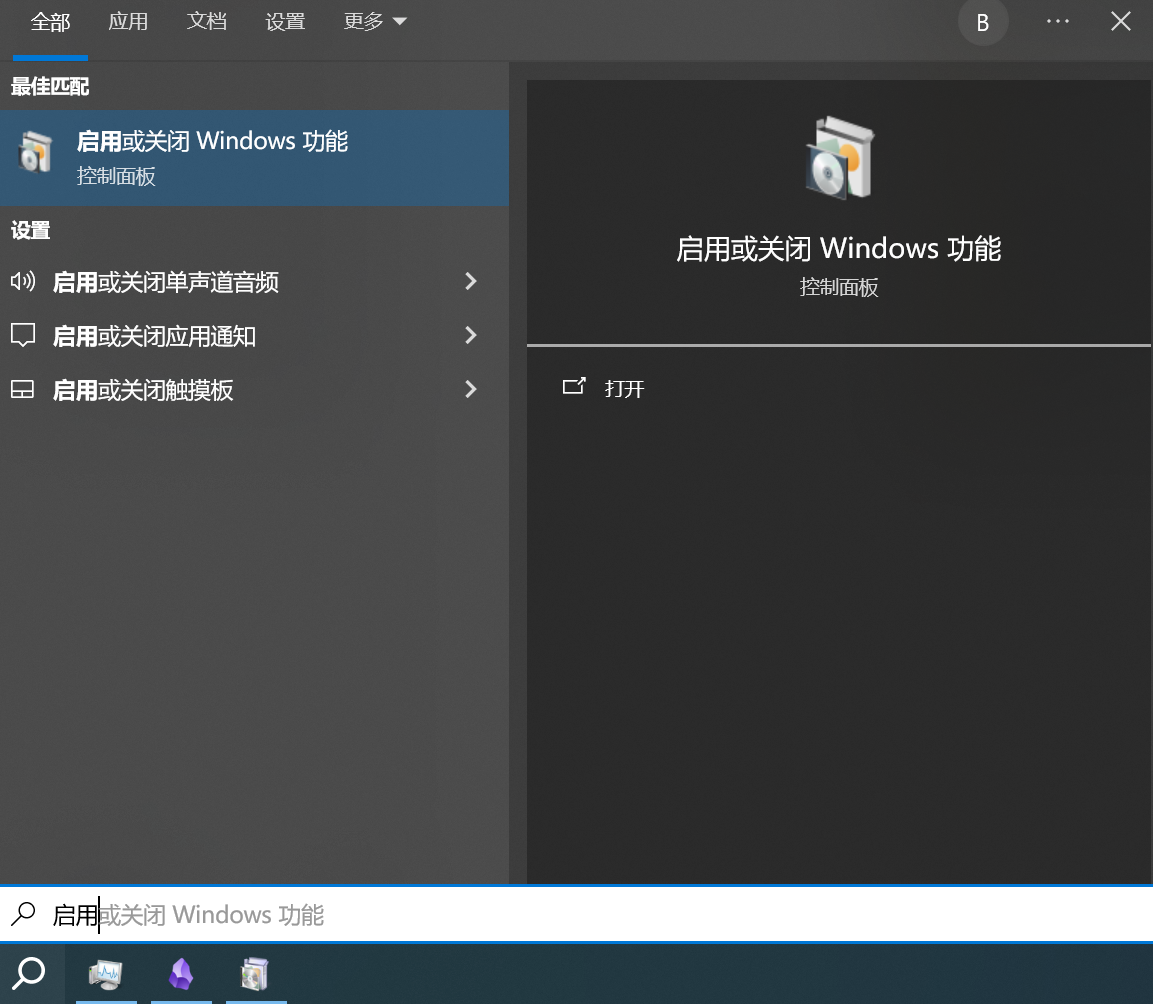 全部 应用 文档 设置 更多
B ···
最佳匹配
启用或关闭 Windows 功能
控制面板
设置
启用或关闭单声道音频
启用或关闭应用通知
启用或关闭触摸板
启用或关闭 Windows 功能
控制面板
打开
启用或关闭 Windows 功能